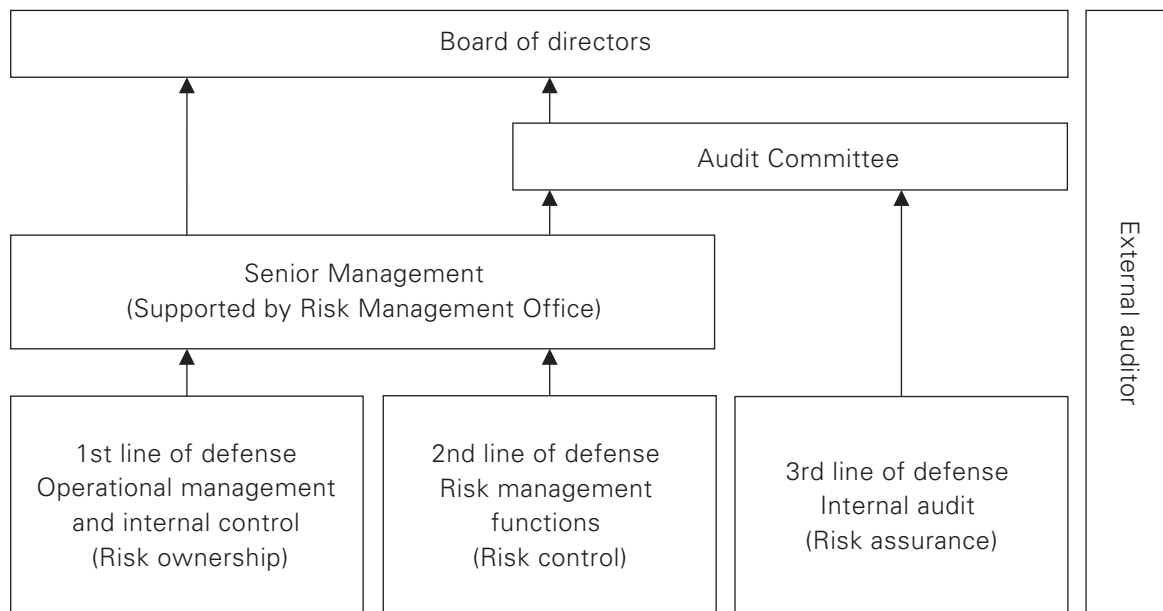 Board of directors
Audit Committee
Senior Management
(Supported by Risk Management Office)
1st line of defense
Operational management
and internal control
(Risk ownership)
2nd line of defense
Risk management
functions
(Risk control)
3rd line of defense
Internal audit
(Risk assurance)
External auditor